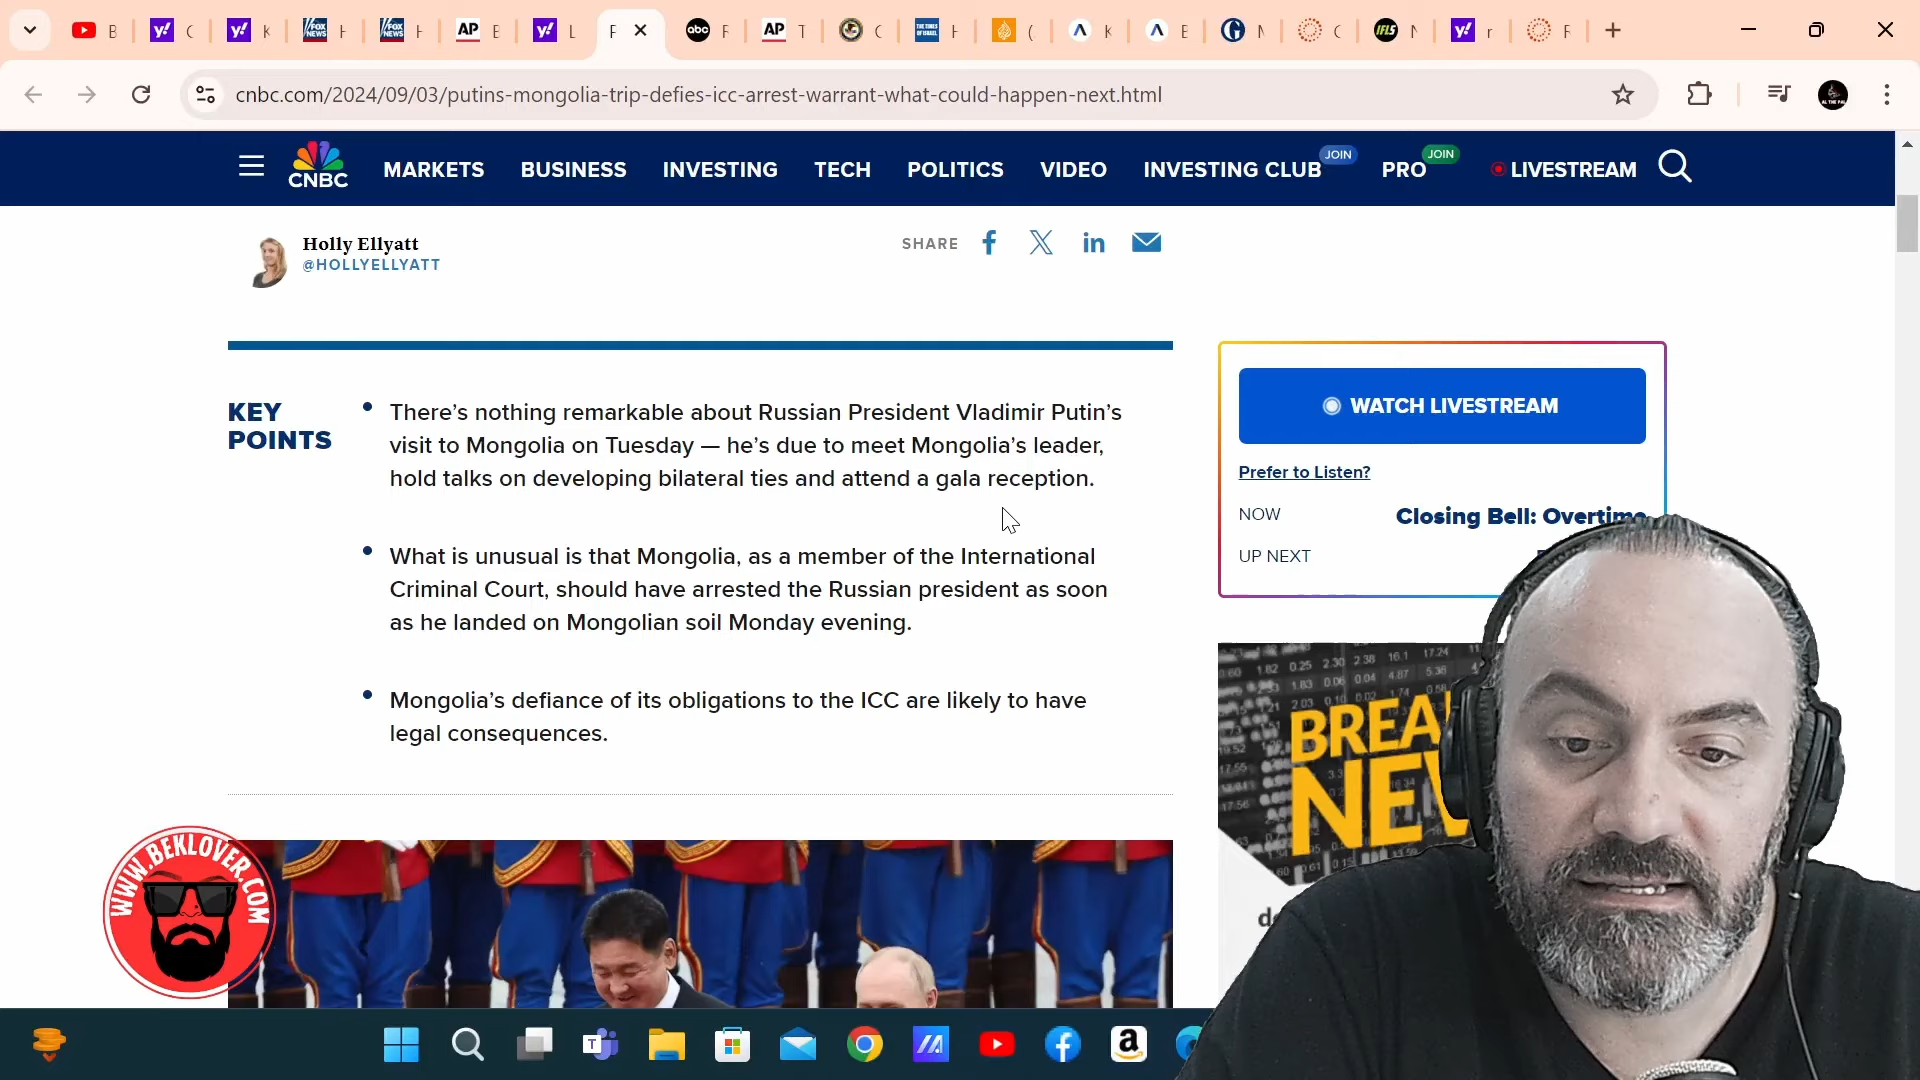 cnbc.com/2024/09/03/putins-mongolia-trip-defies-icc-arrest-warrant-what-could-happen-next.html
CNBC
MARKETS BUSINESS INVESTING TECH POLITICS VIDEO INVESTING CLUB JOIN PRO JOIN LIVESTREAM
Holly Ellyatt
@HOLLYELLYATT
SHARE
KEY POINTS
There’s nothing remarkable about Russian President Vladimir Putin’s
visit to Mongolia on Tuesday — he’s due to meet Mongolia’s leader,
hold talks on developing bilateral ties and attend a gala reception.
What is unusual is that Mongolia, as a member of the International
Criminal Court, should have arrested the Russian president as soon
as he landed on Mongolian soil Monday evening.
Mongolia’s defiance of its obligations to the ICC are likely to have
legal consequences.
WATCH LIVESTREAM
Prefer to Listen?
NOW Closing Bell: Overtime
UP NEXT
WWW.BEKLOVER.COM